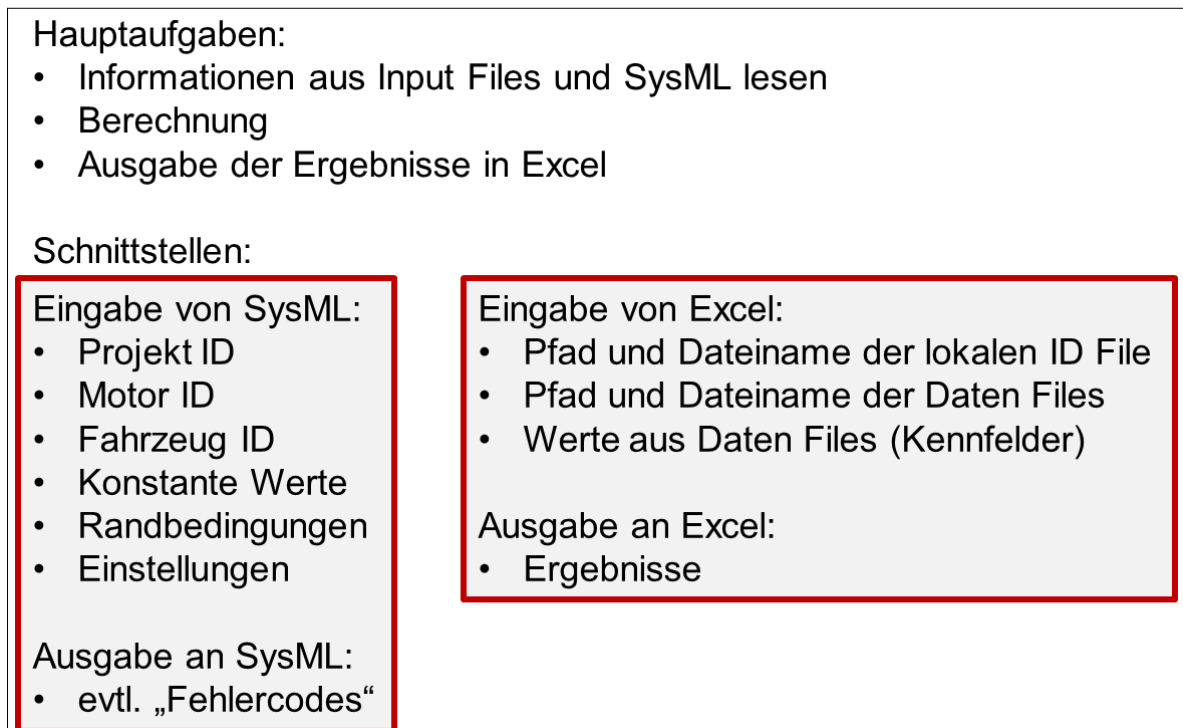 Hauptaufgaben:
• Informationen aus Input Files und SysML lesen
• Berechnung
• Ausgabe der Ergebnisse in Excel
Schnittstellen:
Eingabe von SysML:
• Projekt ID
• Motor ID
• Fahrzeug ID
• Konstante Werte
• Randbedingungen
• Einstellungen
Ausgabe an SysML:
• evtl. „Fehlercodes“
Eingabe von Excel:
• Pfad und Dateiname der lokalen ID File
• Pfad und Dateiname der Daten Files
• Werte aus Daten Files (Kennfelder)
Ausgabe an Excel:
• Ergebnisse